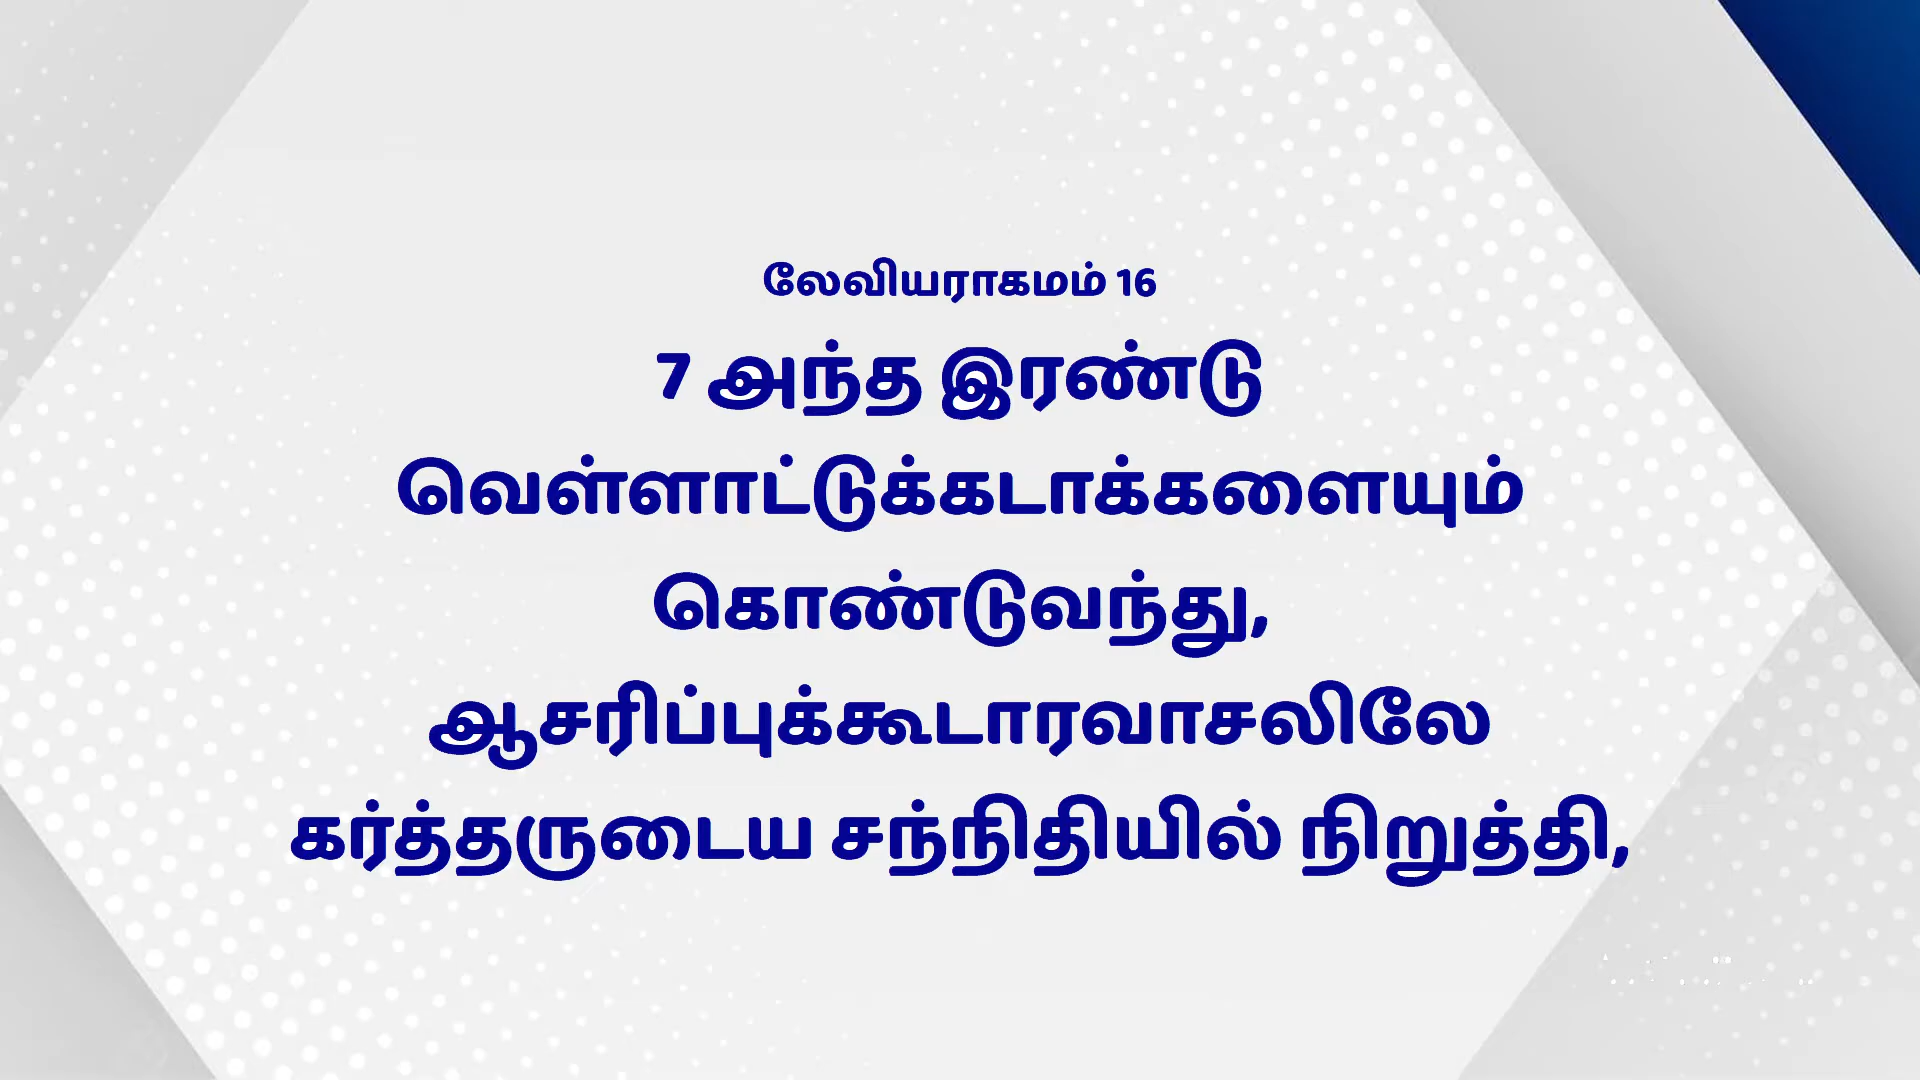 லேவியராகமம் 16
7 அந்த இரண்டு
வெள்ளாட்டுக்கடாக்களையும்
கொண்டுவந்து,
ஆசரிப்புக்கூடாரவாசலிலே
கர்த்தருடைய சந்நிதியில் நிறுத்தி,